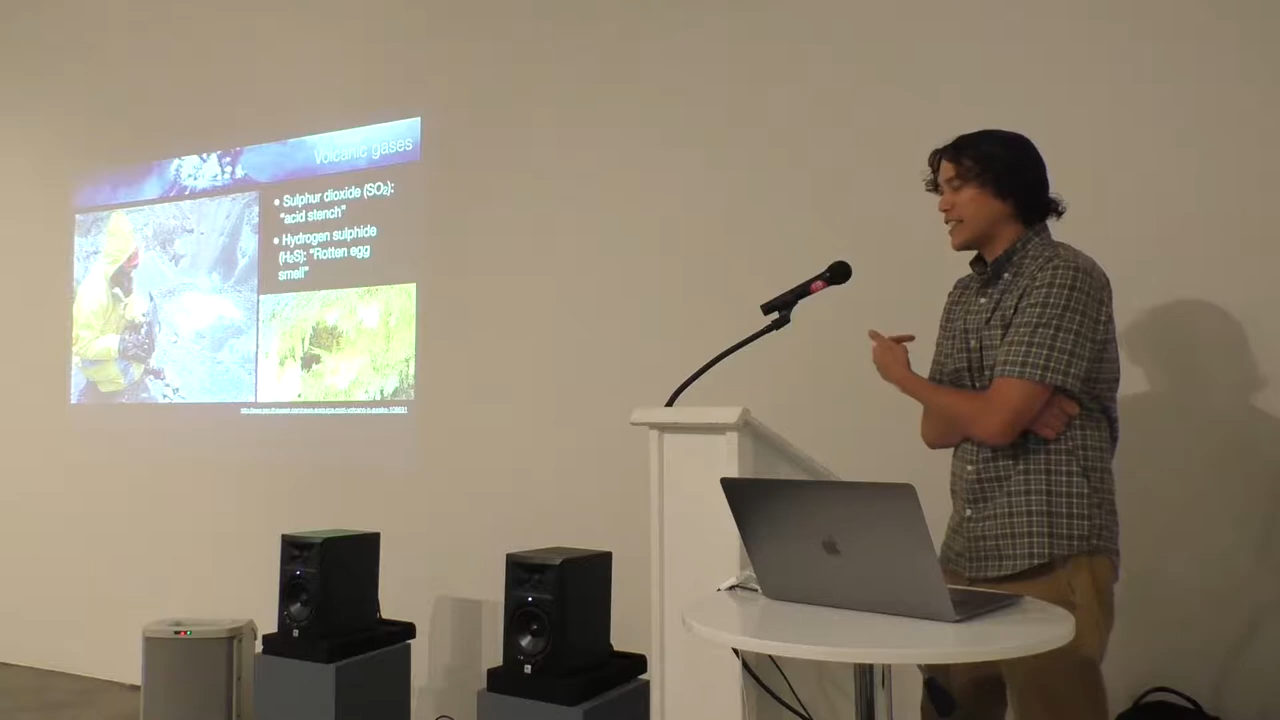 Volcanic gases
• Sulphur dioxide (SO₂):
"acid stench"
• Hydrogen sulphide
(H₂S): "Rotten egg
smell"